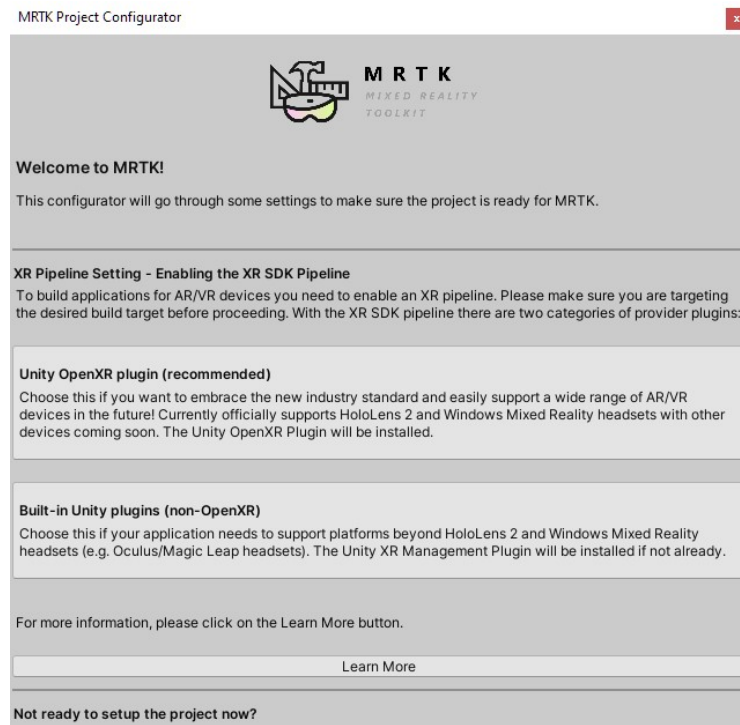 MRTK Project Configurator
x
MRTK
MIXED REALITY
TOOLKIT
Welcome to MRTK!
This configurator will go through some settings to make sure the project is ready for MRTK.
XR Pipeline Setting - Enabling the XR SDK Pipeline
To build applications for AR/VR devices you need to enable an XR pipeline. Please make sure you are targeting
the desired build target before proceeding. With the XR SDK pipeline there are two categories of provider plugins:
Unity OpenXR plugin (recommended)
Choose this if you want to embrace the new industry standard and easily support a wide range of AR/VR
devices in the future! Currently officially supports HoloLens 2 and Windows Mixed Reality headsets with other
devices coming soon. The Unity OpenXR Plugin will be installed.
Built-in Unity plugins (non-OpenXR)
Choose this if your application needs to support platforms beyond HoloLens 2 and Windows Mixed Reality
headsets (e.g. Oculus/Magic Leap headsets). The Unity XR Management Plugin will be installed if not already.
For more information, please click on the Learn More button.
Learn More
Not ready to setup the project now?